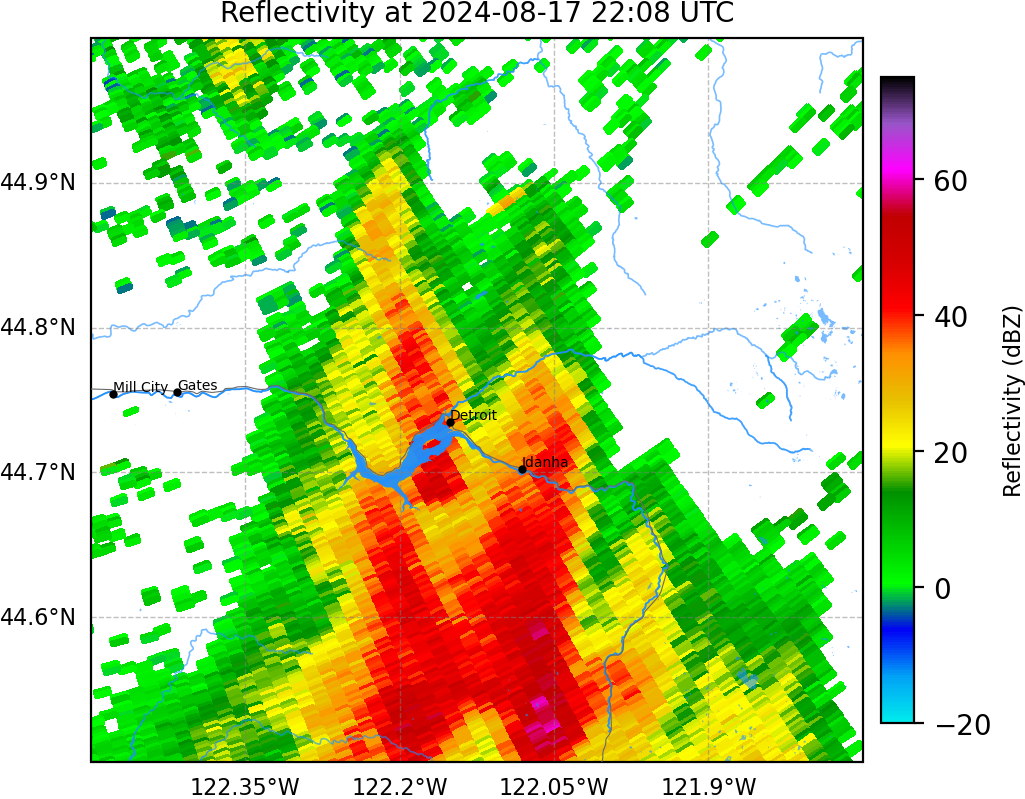 Reflectivity at 2024-08-17 22:08 UTC
44.9°N
44.8°N
44.7°N
44.6°N
Mill City
Gates
Detroit
Idanha
122.35°W
122.2°W
122.05°W
121.9°W
60
40
20
0
−20
Reflectivity (dBZ)